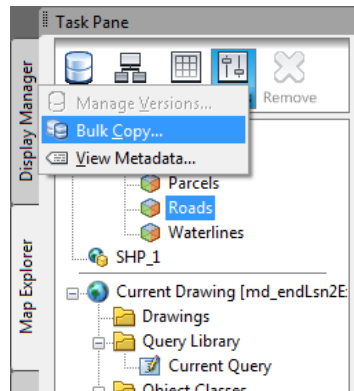 Task Pane
Display Manager
Remove
Manage Versions...
Bulk Copy...
View Metadata...
Parcels
Roads
Waterlines
SHP_1
Map Explorer
Current Drawing [md_endLsn2E
Drawings
Query Library
Current Query
Object Classes